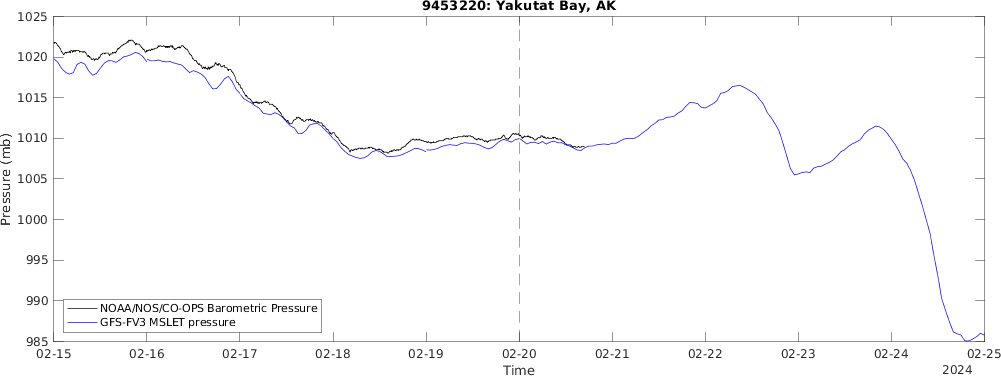 9453220: Yakutat Bay, AK
Pressure (mb)
1025
1020
1015
1010
1005
1000
995
990
985
NOAA/NOS/CO-OPS Barometric Pressure
GFS-FV3 MSLET pressure
02-15 02-16 02-17 02-18 02-19 02-20 02-21 02-22 02-23 02-24 02-25
Time
2024